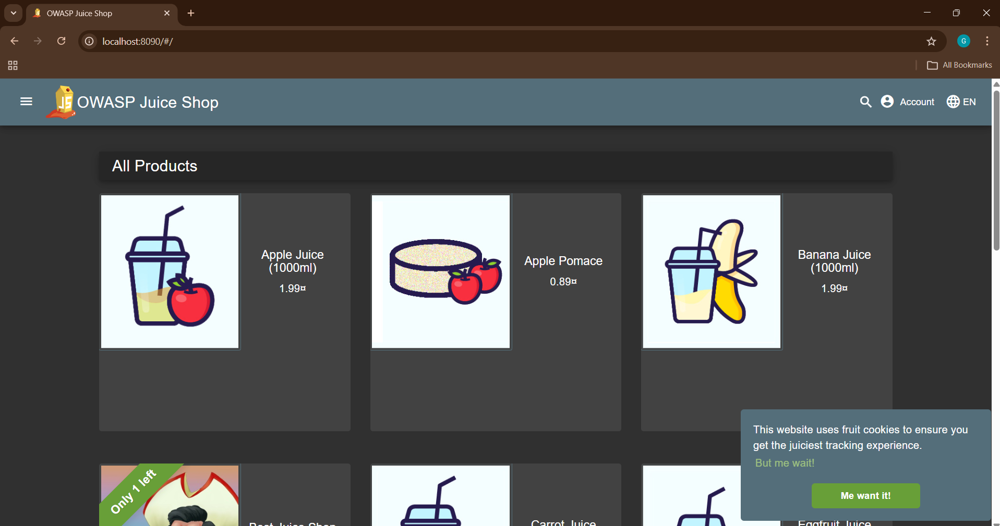 OWASP Juice Shop
localhost:8090/#/
G
All Bookmarks
JS
OWASP Juice Shop
Account
EN
All Products
Apple Juice
(1000ml)
1.99¤
Apple Pomace
0.89¤
Banana Juice
(1000ml)
1.99¤
Only 1 left
Best Juice Shop
Carrot Juice
Eggfruit Juice
This website uses fruit cookies to ensure you
get the juiciest tracking experience.
But me wait!
Me want it!